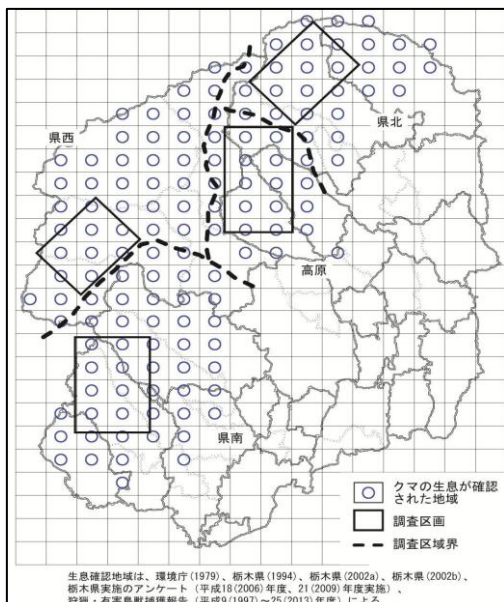 県北
県西
高原
県南
クマの生息が確認
された地域
調査区画
調査区域界
生息確認地域は、環境庁(1979)、栃木県(1994)、栃木県(2002a)、栃木県(2002b)、
栃木県実施のアンケート(平成18(2006)年度、21(2009)年度実施)、
狩猟・有害鳥獣捕獲報告(平成9(1997)～25(2013)年度)による